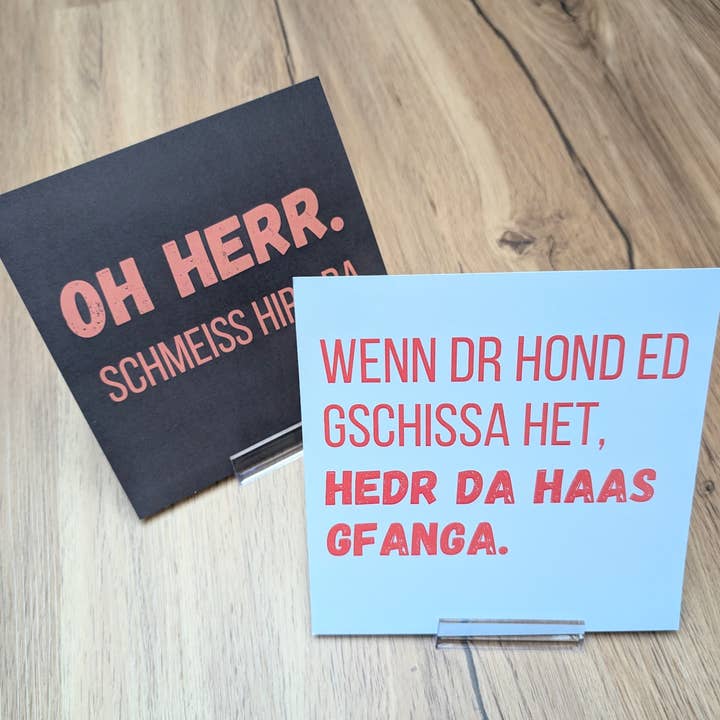 OH HERR.
SCHMEISS
WENN DR HOND ED
GSCHISSA HET,
HEDR DA HAAS
GFANGA.